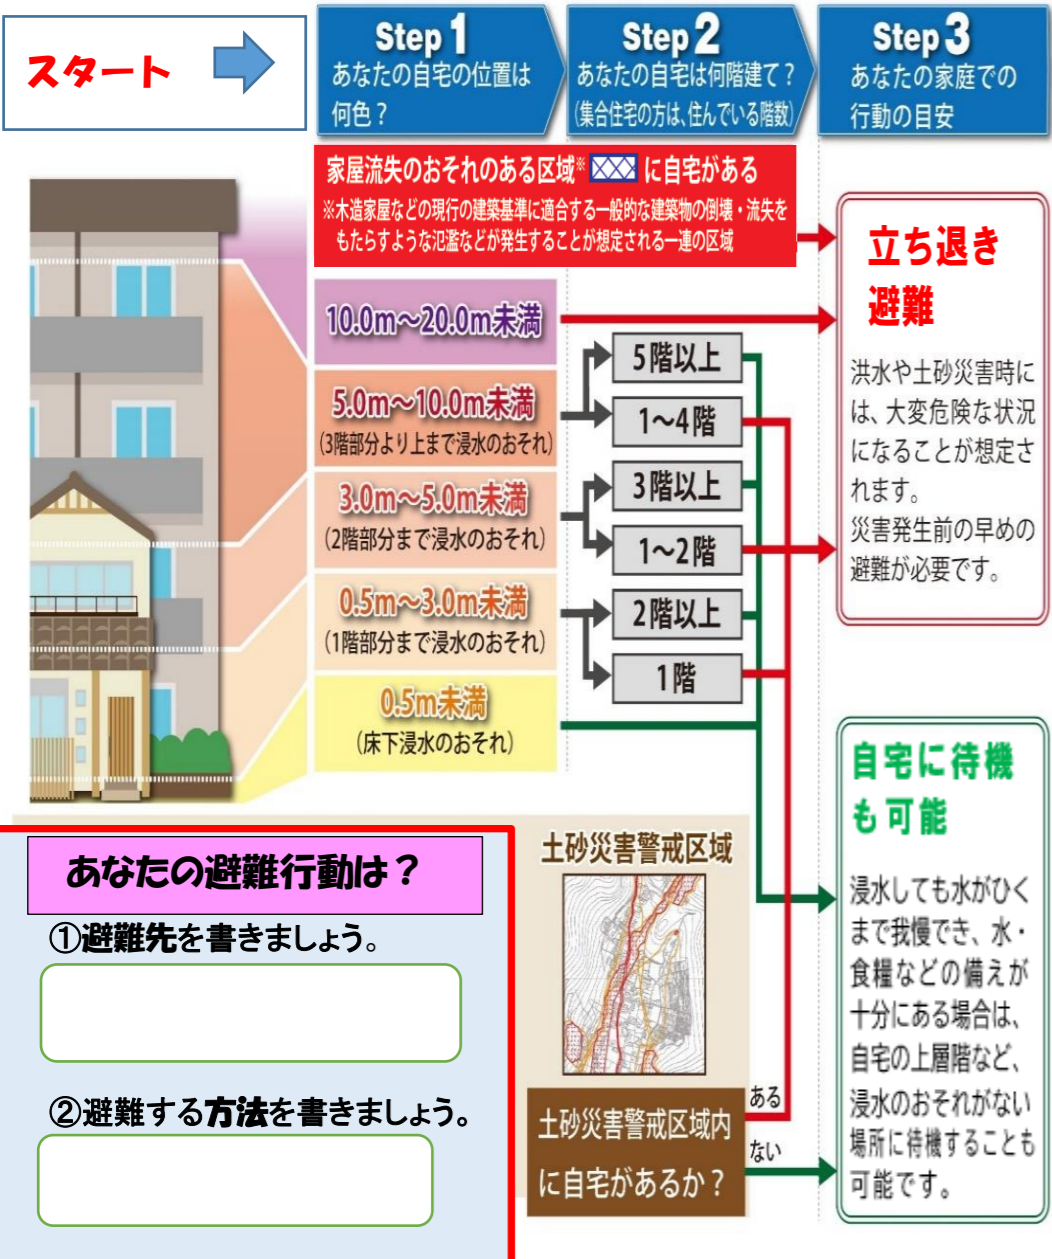 スタート
Step 1
あなたの自宅の位置は
何色？
Step 2
あなたの自宅は何階建て？
(集合住宅の方は、住んでいる階数)
Step 3
あなたの家庭での
行動の目安
家屋流失のおそれのある区域※ に自宅がある
※木造家屋などの現行の建築基準に適合する一般的な建築物の倒壊・流失を
もたらすような氾濫などが発生することが想定される一連の区域
10.0m～20.0m未満
5.0m～10.0m未満
(3階部分より上まで浸水のおそれ)
3.0m～5.0m未満
(2階部分まで浸水のおそれ)
0.5m～3.0m未満
(1階部分まで浸水のおそれ)
0.5m未満
(床下浸水のおそれ)
5階以上
1～4階
3階以上
1～2階
2階以上
1階
立ち退き
避難
洪水や土砂災害時に
は、大変危険な状況
になることが想定さ
れます。
災害発生前の早めの
避難が必要です。
自宅に待機
も可能
浸水しても水がひく
まで我慢でき、水・
食糧などの備えが
十分にある場合は、
自宅の上層階など、
浸水のおそれがない
場所に待機することも
可能です。
土砂災害警戒区域
土砂災害警戒区域内
に自宅があるか？
ある
ない
あなたの避難行動は？
①避難先を書きましょう。
②避難する方法を書きましょう。